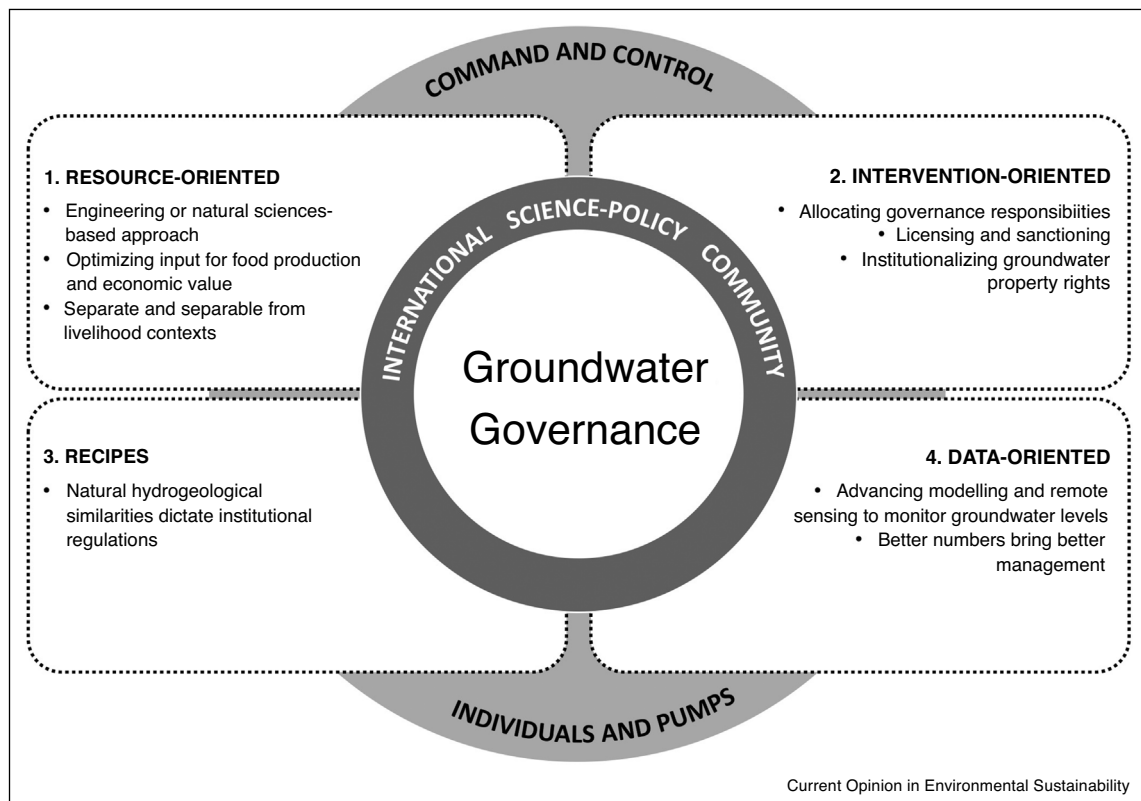 COMMAND AND CONTROL
1. RESOURCE-ORIENTED
• Engineering or natural sciences-
based approach
• Optimizing input for food production
and economic value
• Separate and separable from
livelihood contexts
2. INTERVENTION-ORIENTED
• Allocating governance responsibiities
• Licensing and sanctioning
• Institutionalizing groundwater
property rights
INTERNATIONAL SCIENCE-POLICY COMMUNITY
Groundwater
Governance
3. RECIPES
• Natural hydrogeological
similarities dictate institutional
regulations
4. DATA-ORIENTED
• Advancing modelling and remote
sensing to monitor groundwater levels
• Better numbers bring better
management
INDIVIDUALS AND PUMPS
Current Opinion in Environmental Sustainability